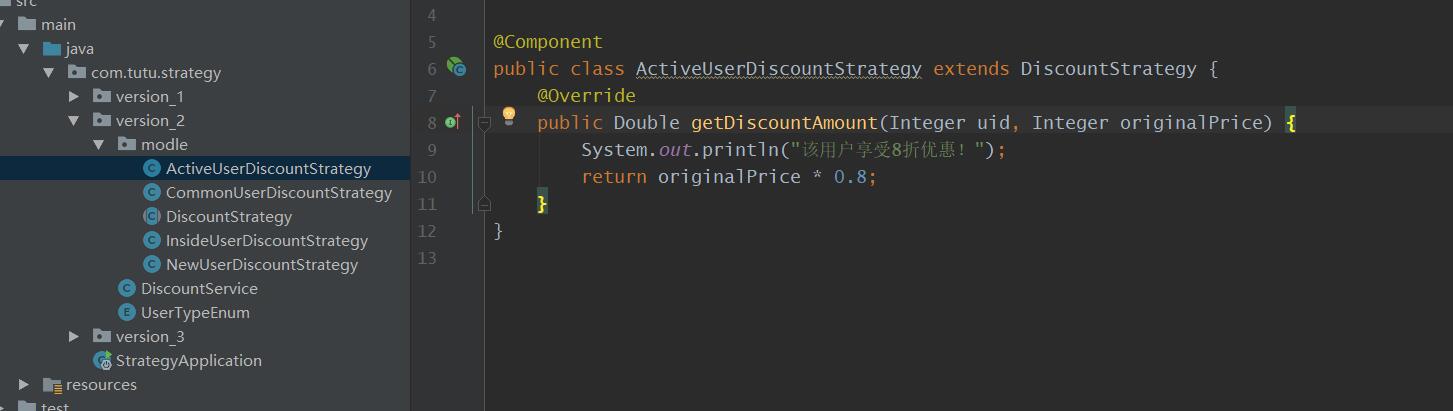 src
main
java
com.tutu.strategy
version_1
version_2
modle
ActiveUserDiscountStrategy
CommonUserDiscountStrategy
DiscountStrategy
InsideUserDiscountStrategy
NewUserDiscountStrategy
DiscountService
UserTypeEnum
version_3
StrategyApplication
resources
test
4
5 @Component
6 public class ActiveUserDiscountStrategy extends DiscountStrategy {
7 @Override
8 public Double getDiscountAmount(Integer uid, Integer originalPrice) {
9 System.out.println("该用户享受8折优惠！");
10 return originalPrice * 0.8;
11 }
12 }
13